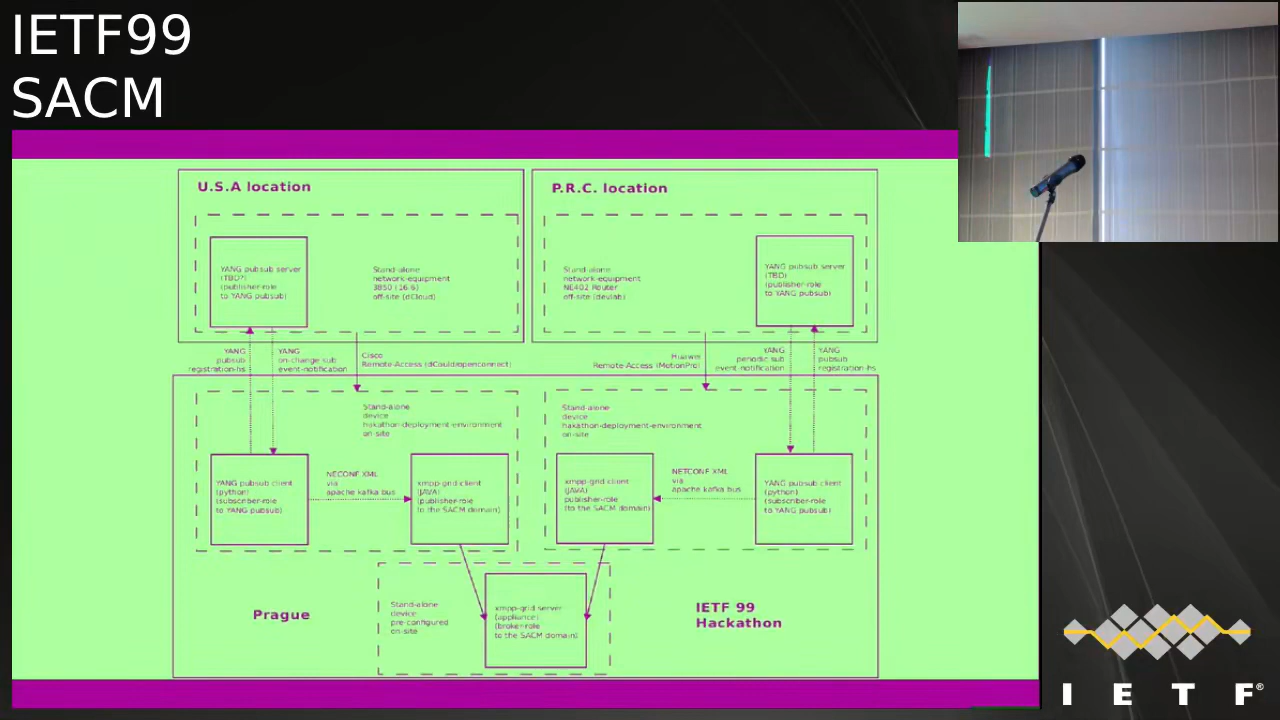 IETF99
SACM
U.S.A location
YANG pubsub server
(TBD?)
(publisher-role
to YANG pubsub)
Stand-alone
network-equipment
3850 (16.6)
off-site (dCloud)
P.R.C. location
Stand-alone
network-equipment
NE402 Router
off-site (devlab)
YANG pubsub server
(TBD)
(publisher-role
to YANG pubsub)
YANG
pubsub
registration-hs
YANG
on-change sub
event-notification
Cisco
Remote-Access (dCould/openconnect)
Huawei
Remote-Access (MotionPro)
YANG
periodic sub
event-notification
YANG
pubsub
registration-hs
Stand-alone
device
hakathon-deployment-environment
on-site
YANG pubsub client
(python)
(subscriber-role
to YANG pubsub)
NECONF XML
via
apache kafka bus
xmpp-grid client
(JAVA)
publisher-role
to the SACM domain)
Stand-alone
device
hakathon-deployment-environment
on-site
xmpp-grid client
(JAVA)
publisher-role
(to the SACM domain)
NETCONF XML
via
apache kafka bus
YANG pubsub client
(python)
(subscriber-role
to YANG pubsub)
Prague
Stand-alone
device
pre-configured
on-site
xmpp-grid server
(appliance)
(broker-role
to the SACM domain)
IETF 99
Hackathon
I E T F®